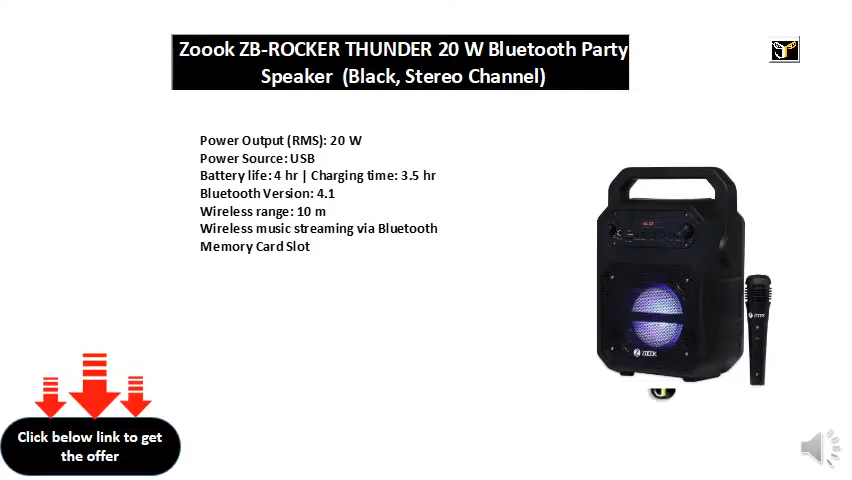 Zoook ZB-ROCKER THUNDER 20 W Bluetooth Party
Speaker (Black, Stereo Channel)
Power Output (RMS): 20 W
Power Source: USB
Battery life: 4 hr | Charging time: 3.5 hr
Bluetooth Version: 4.1
Wireless range: 10 m
Wireless music streaming via Bluetooth
Memory Card Slot
ZOOOK
Click below link to get
the offer